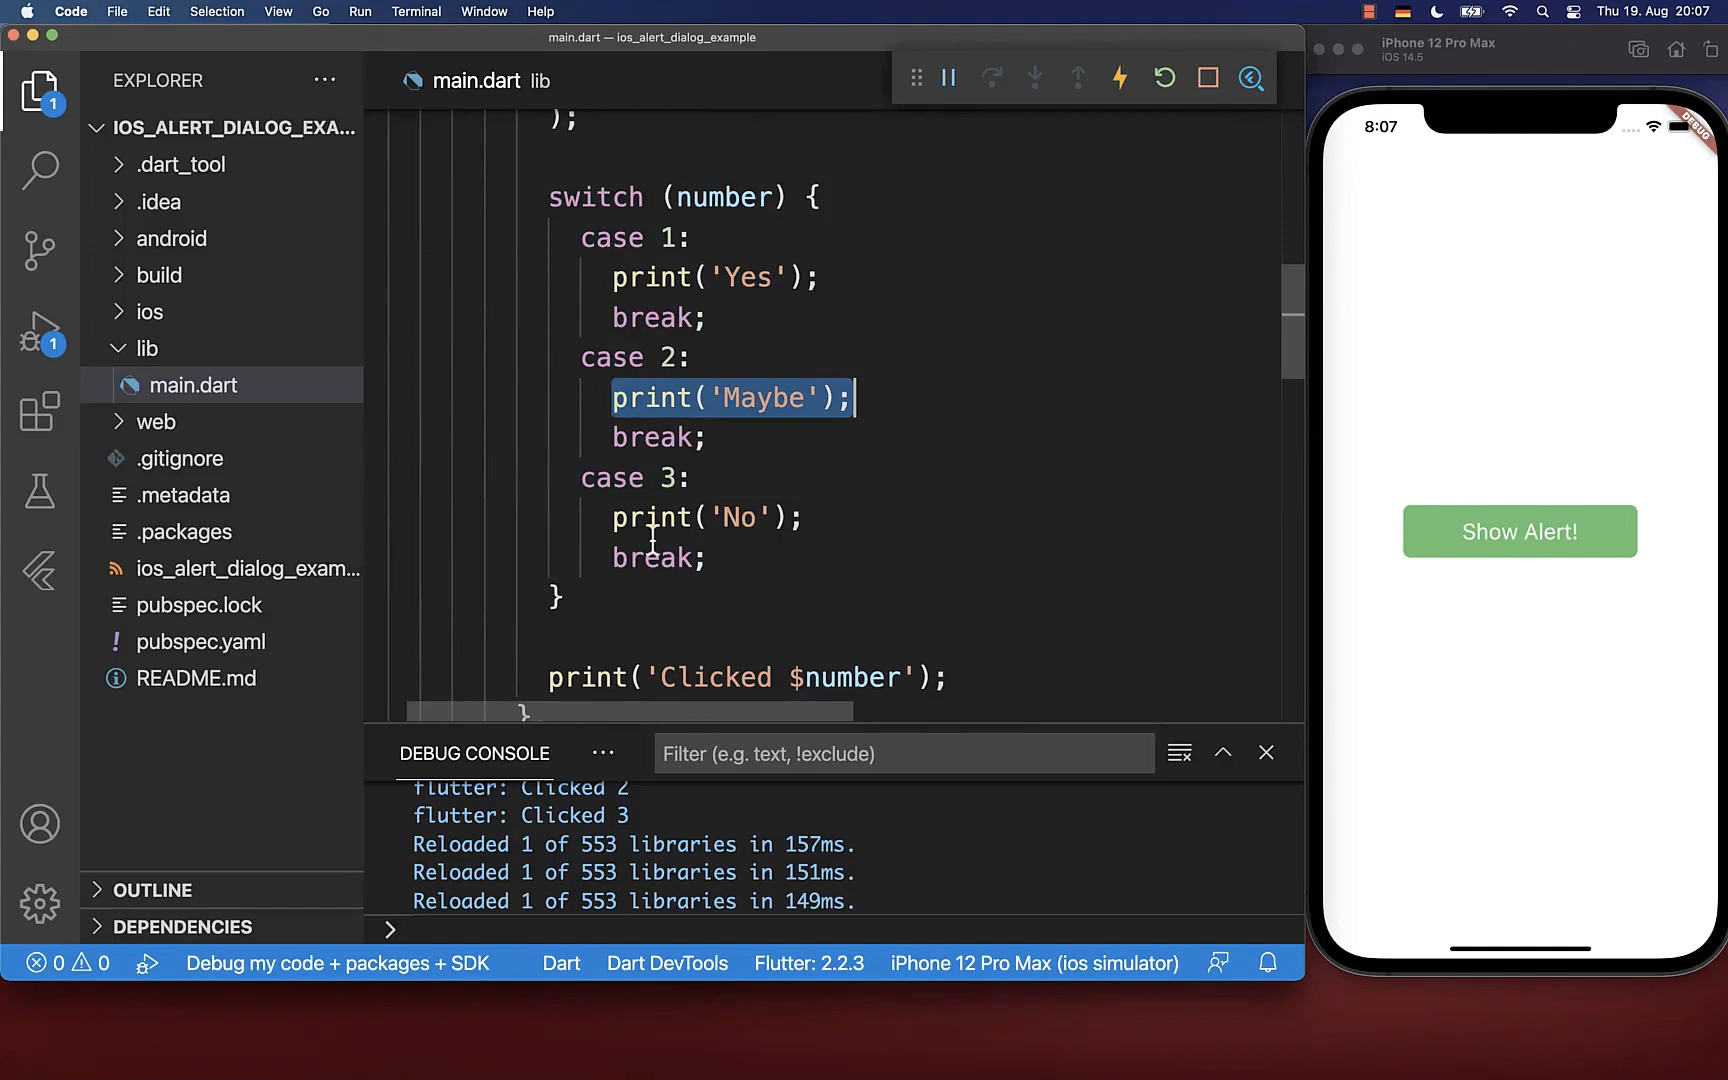 Code File Edit Selection View Go Run Terminal Window Help
Thu 19. Aug 20:07
main.dart — ios_alert_dialog_example
iPhone 12 Pro Max
iOS 14.5
1
1
EXPLORER
IOS_ALERT_DIALOG_EXA...
.dart_tool
.idea
android
build
ios
lib
main.dart
web
.gitignore
.metadata
.packages
ios_alert_dialog_exam...
pubspec.lock
pubspec.yaml
README.md
OUTLINE
DEPENDENCIES
main.dart lib
);
switch (number) {
case 1:
print('Yes');
break;
case 2:
print('Maybe');
break;
case 3:
print('No');
break;
}
print('Clicked $number');
}
DEBUG CONSOLE
Filter (e.g. text, !exclude)
flutter: Clicked 2
flutter: Clicked 3
Reloaded 1 of 553 libraries in 157ms.
Reloaded 1 of 553 libraries in 151ms.
Reloaded 1 of 553 libraries in 149ms.
0 0 Debug my code + packages + SDK Dart Dart DevTools Flutter: 2.2.3 iPhone 12 Pro Max (ios simulator)
8:07
DEBUG
Show Alert!